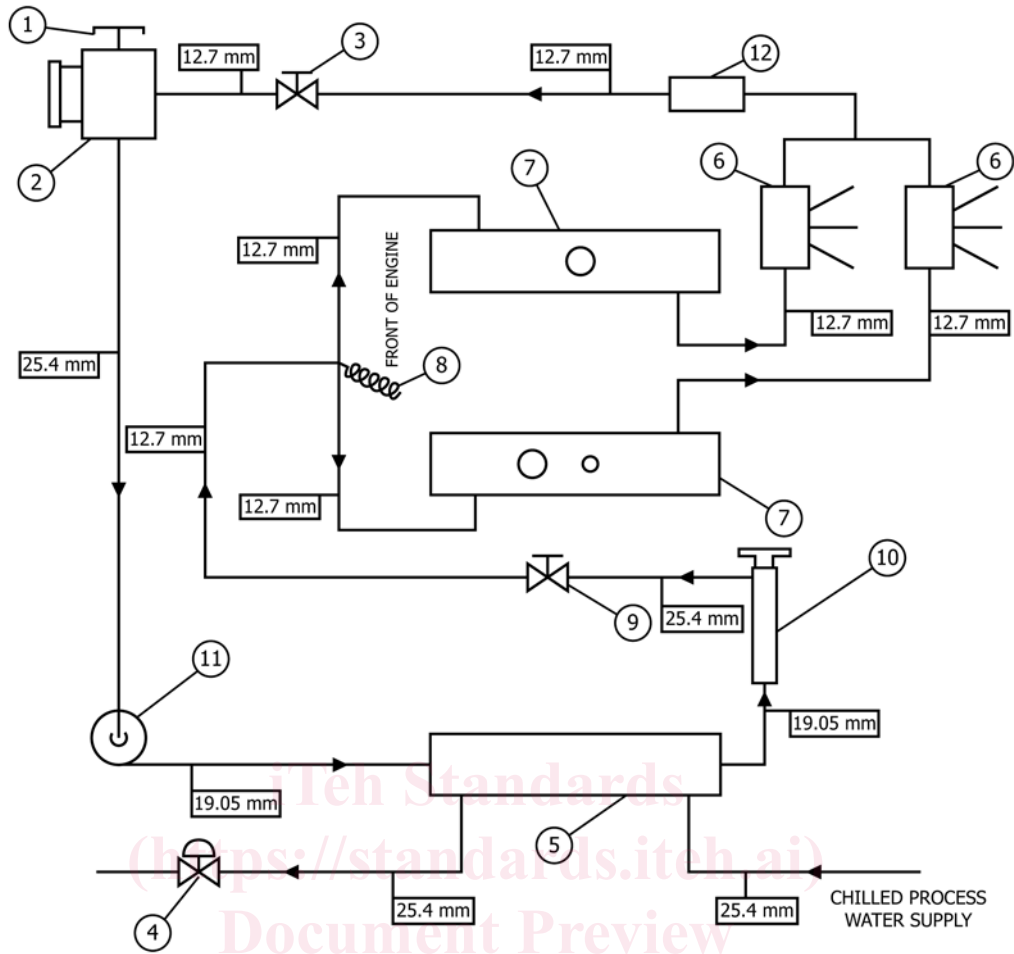 1
3
12.7 mm
12.7 mm
12
2
7
6
6
12.7 mm
FRONT OF ENGINE
12.7 mm
12.7 mm
25.4 mm
8
12.7 mm
12.7 mm
7
10
9
25.4 mm
11
19.05 mm
19.05 mm
iTeh Standards
5
(https://standards.iteh.ai)
4
25.4 mm
25.4 mm
CHILLED PROCESS
WATER SUPPLY
Document Preview